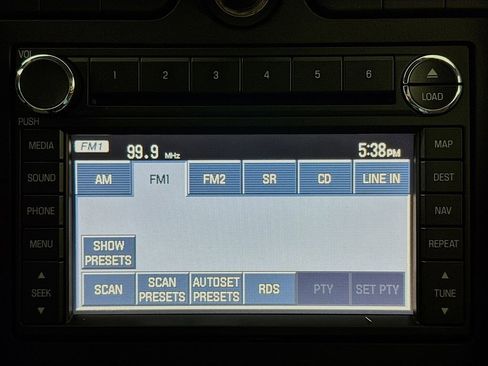 VOL
1 2 3 4 5 6
LOAD
PUSH
MEDIA
SOUND
PHONE
MENU
SEEK
FM1 99.9 MHz 5:38PM
AM FM1 FM2 SR CD LINE IN
SHOW
PRESETS
SCAN
SCAN
PRESETS
AUTOSET
PRESETS
RDS
PTY
SET PTY
MAP
DEST
NAV
REPEAT
TUNE